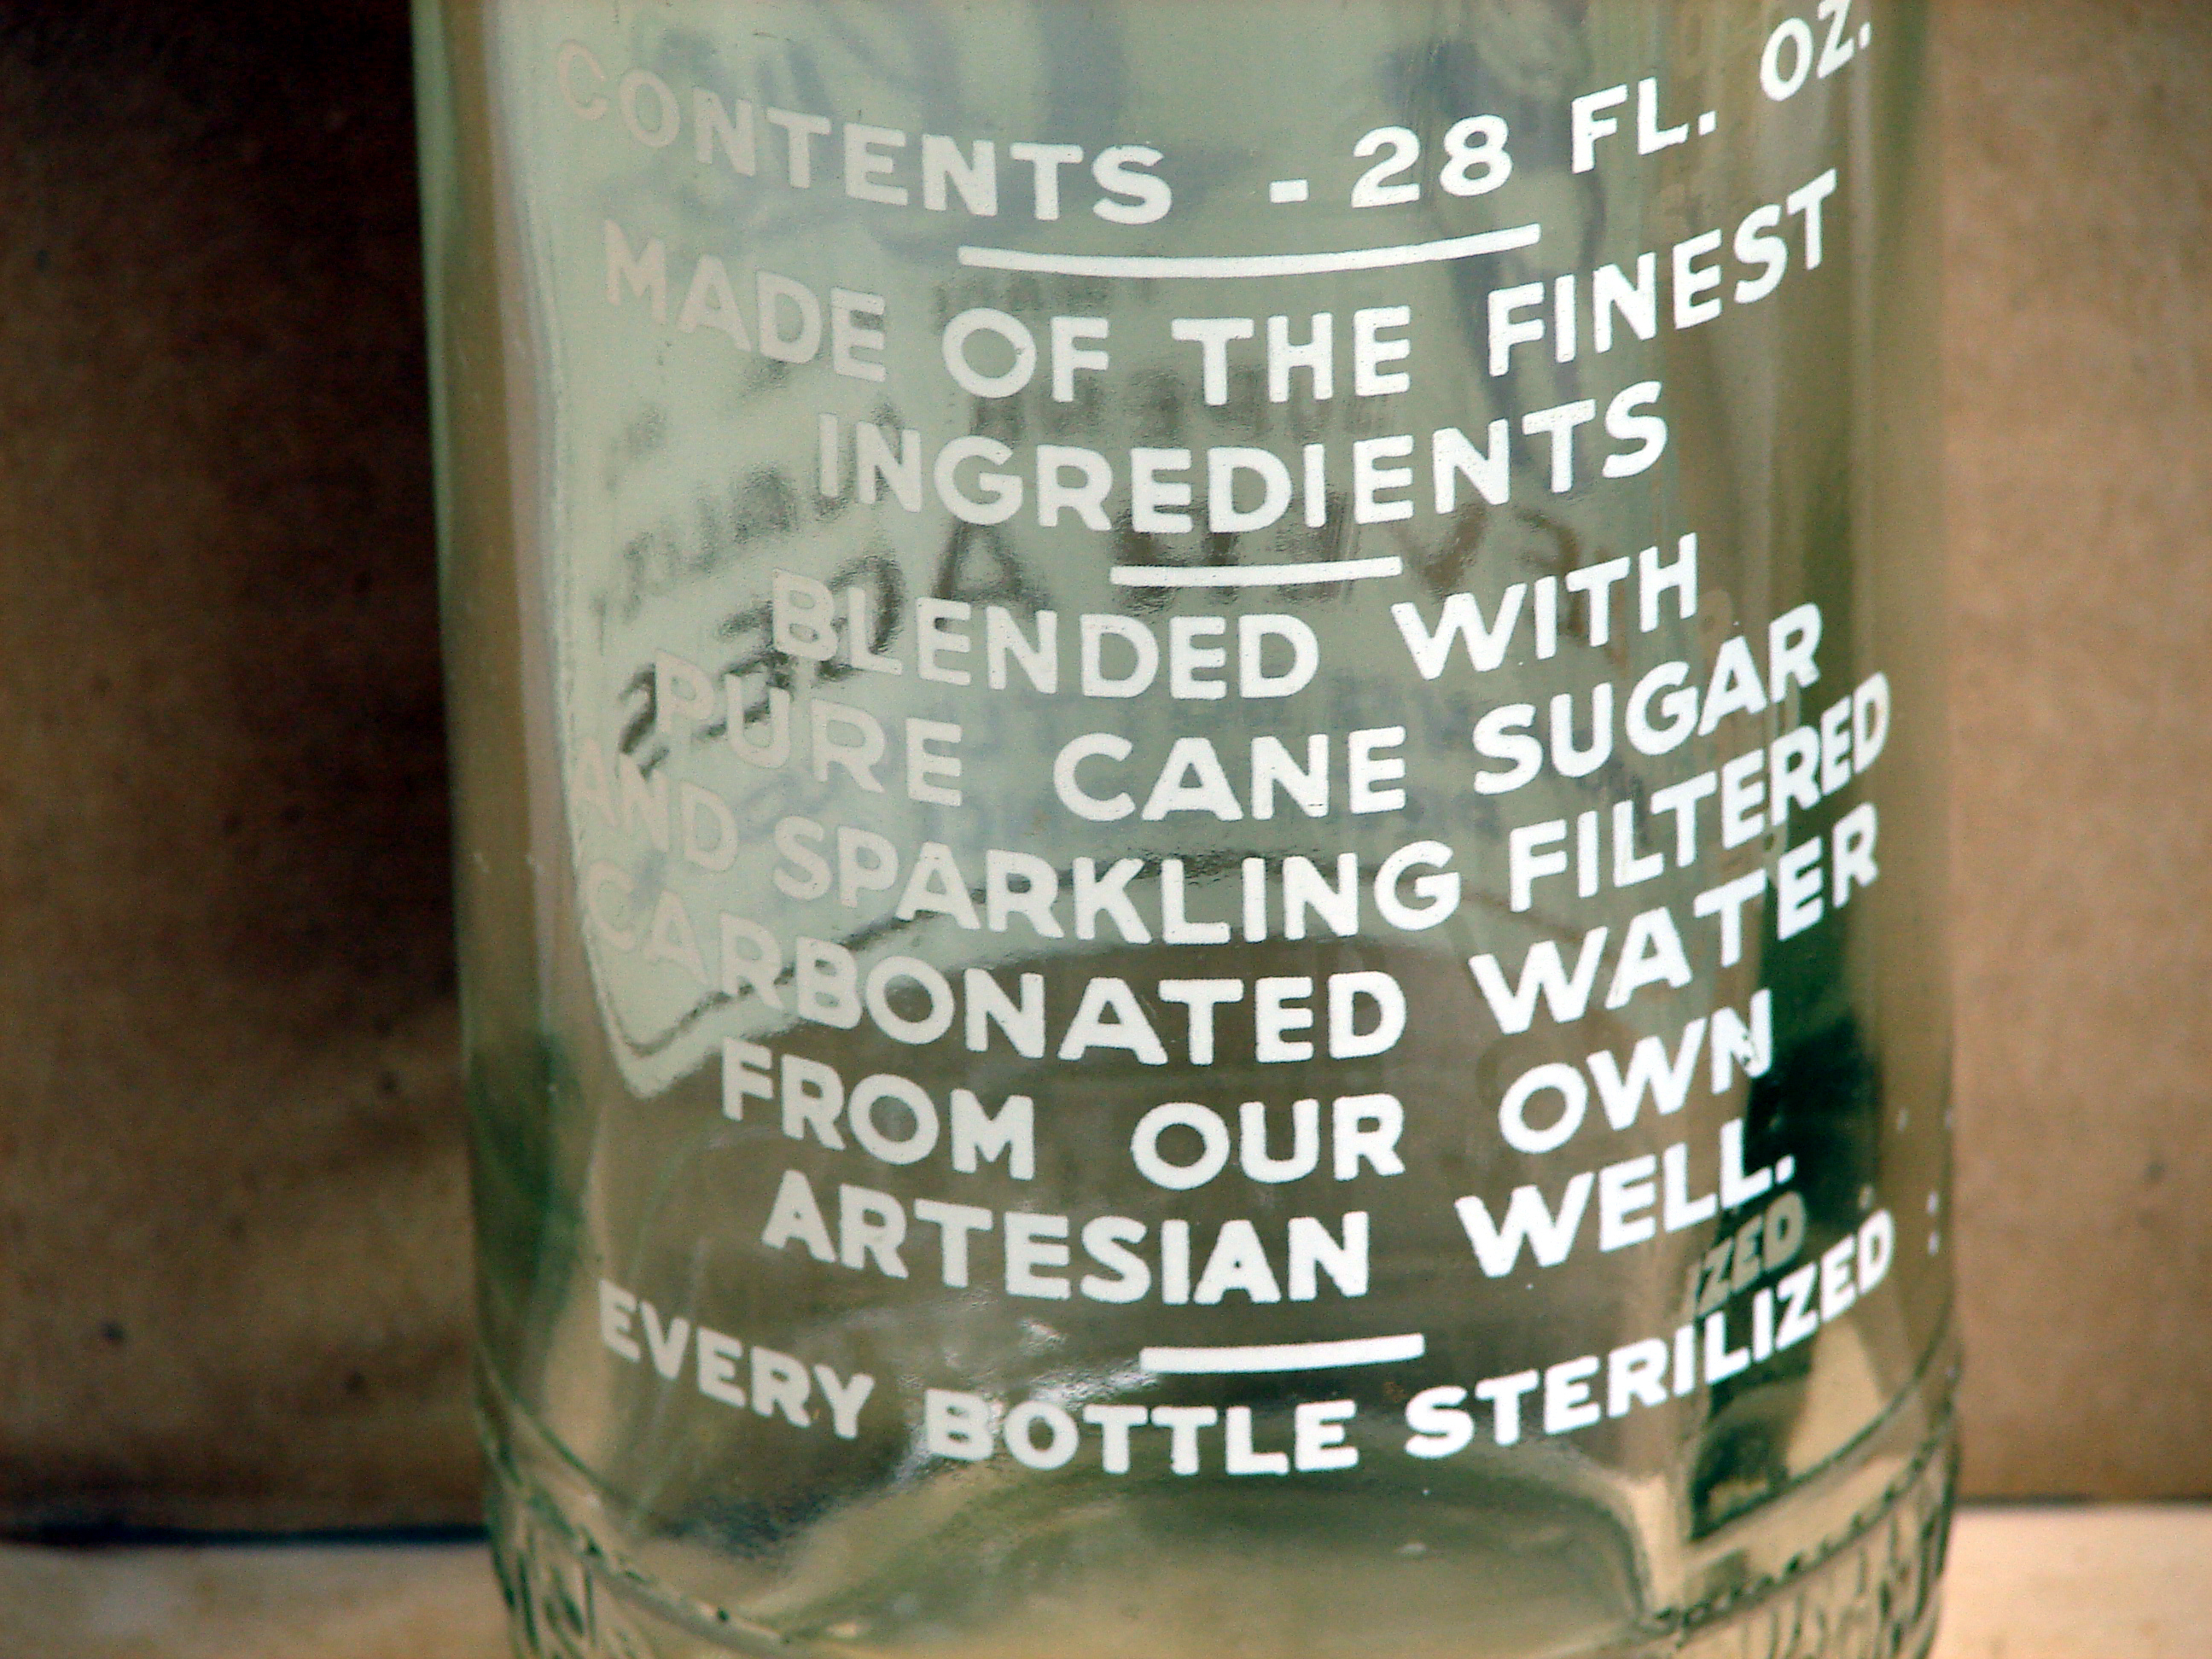 CONTENTS - 28 FL. OZ.
MADE OF THE FINEST
INGREDIENTS
BLENDED WITH
PURE CANE SUGAR
AND SPARKLING FILTERED
CARBONATED WATER
FROM OUR OWN
ARTESIAN WELL.
EVERY BOTTLE STERILIZED